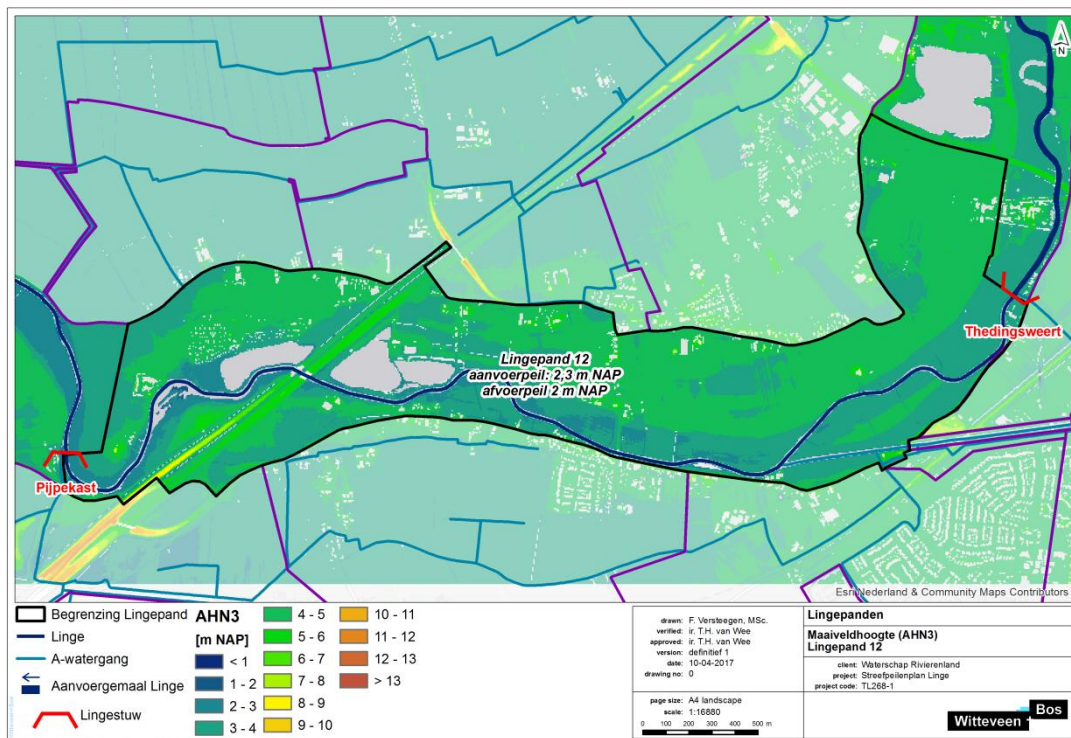 N
Thedingsweert
Lingepand 12
aanvoerpeil: 2,3 m NAP
afvoerpeil 2 m NAP
Pijpekast
Esri Nederland & Community Maps Contributors
Begrenzing Lingepand
Linge
A-watergang
Aanvoergemaal Linge
Lingestuw
AHN3
[m NAP]
< 1
1 - 2
2 - 3
3 - 4
4 - 5
5 - 6
6 - 7
7 - 8
8 - 9
9 - 10
10 - 11
11 - 12
12 - 13
> 13
drawn: F. Versteegen, MSc.
verified: ir. T.H. van Wee
approved: ir. T.H. van Wee
version: definitief 1
date: 10-04-2017
drawing no: 0
page size: A4 landscape
scale: 1:16880
0 100 200 300 400 500 m
Lingepanden
Maaiveldhoogte (AHN3)
Lingepand 12
client: Waterschap Rivierenland
project: Streefpeilenplan Linge
project code: TL268-1
Witteveen + Bos